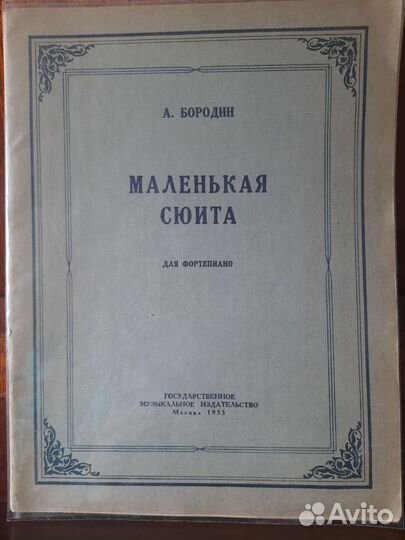 А. БОРОДИН
МАЛЕНЬКАЯ
СЮИТА
ДЛЯ ФОРТЕПИАНО
ГОСУДАРСТВЕННОЕ
МУЗЫКАЛЬНОЕ ИЗДАТЕЛЬСТВО
Москва 1955
Avito